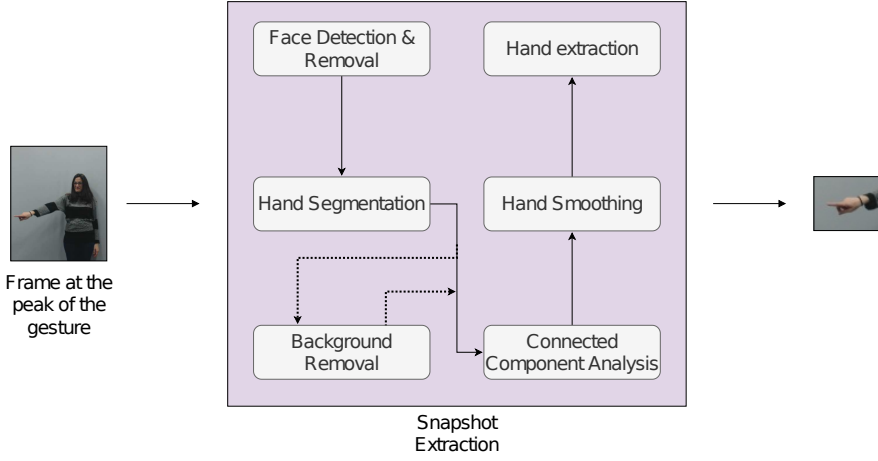 Face Detection &
Removal
Hand extraction
Hand Segmentation
Hand Smoothing
Frame at the
peak of the
gesture
Background
Removal
Connected
Component Analysis
Snapshot
Extraction